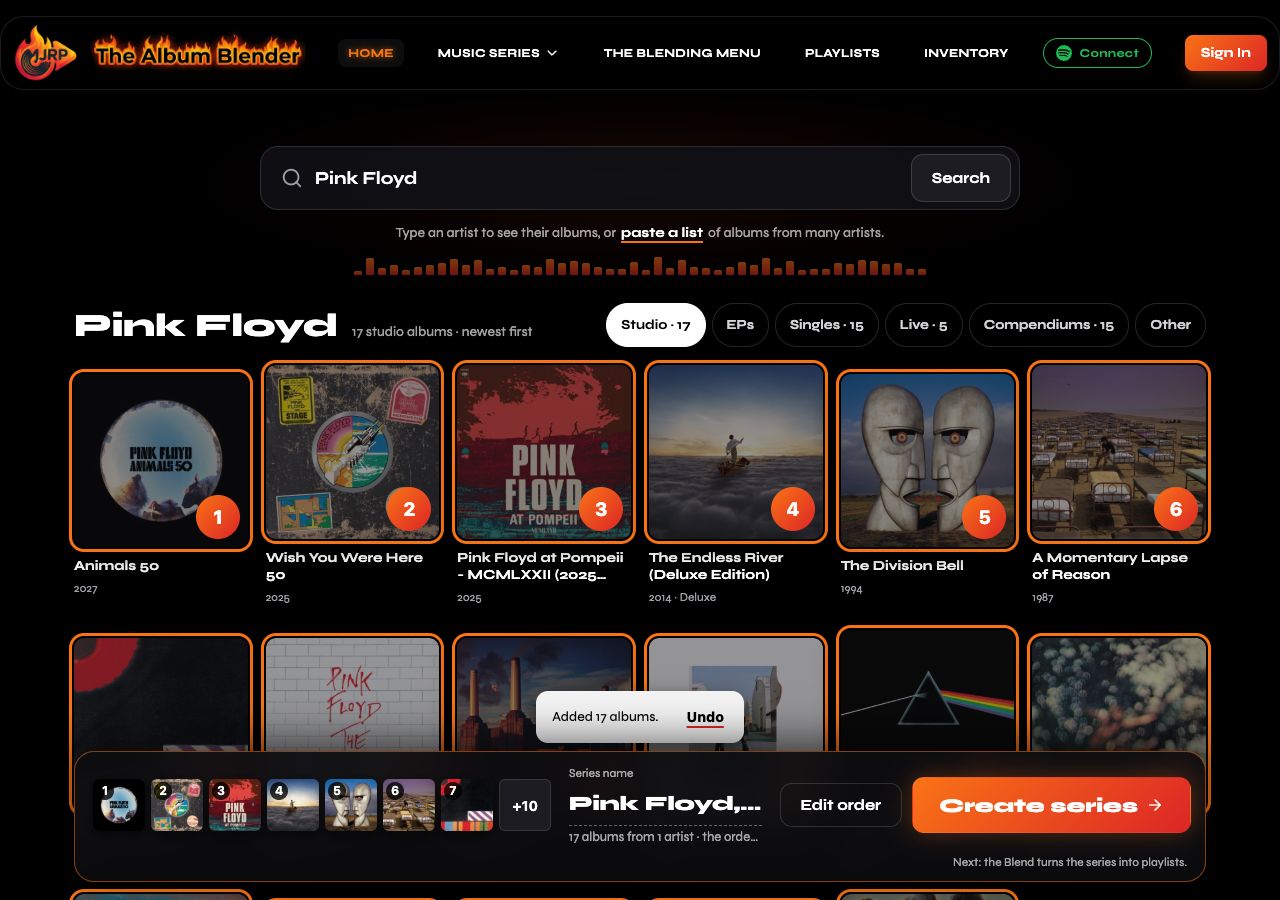 JRP
The Album Blender
HOME
MUSIC SERIES
THE BLENDING MENU
PLAYLISTS
INVENTORY
Connect
Sign In
Pink Floyd
Search
Type an artist to see their albums, or paste a list of albums from many artists.
Pink Floyd
17 studio albums · newest first
Studio · 17
EPs
Singles · 15
Live · 5
Compendiums · 15
Other
PINK FLOYD
ANIMALS 50
1
2
PINK
FLOYD
AT POMPEII
MCMLXXII
3
4
5
6
Animals 50
2027
Wish You Were Here
50
2025
Pink Floyd at Pompeii
- MCMLXXII (2025...
2025
The Endless River
(Deluxe Edition)
2014 · Deluxe
The Division Bell
1994
A Momentary Lapse
of Reason
1987
PINK
FLOYD
THE
Added 17 albums.
Undo
1
2
3
4
5
6
7
+10
Series name
Pink Floyd,...
17 albums from 1 artist · the orde...
Edit order
Create series →
Next: the Blend turns the series into playlists.